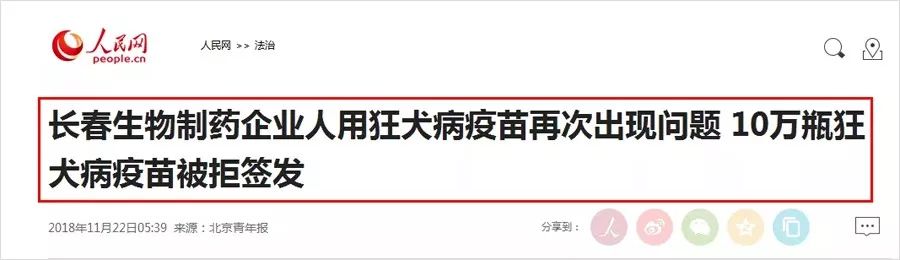 人民网
people.cn
人民网 >> 法治
长春生物制药企业人用狂犬病疫苗再次出现问题 10万瓶狂
犬病疫苗被拒签发
2018年11月22日05:39 来源：北京青年报
分享到：
人